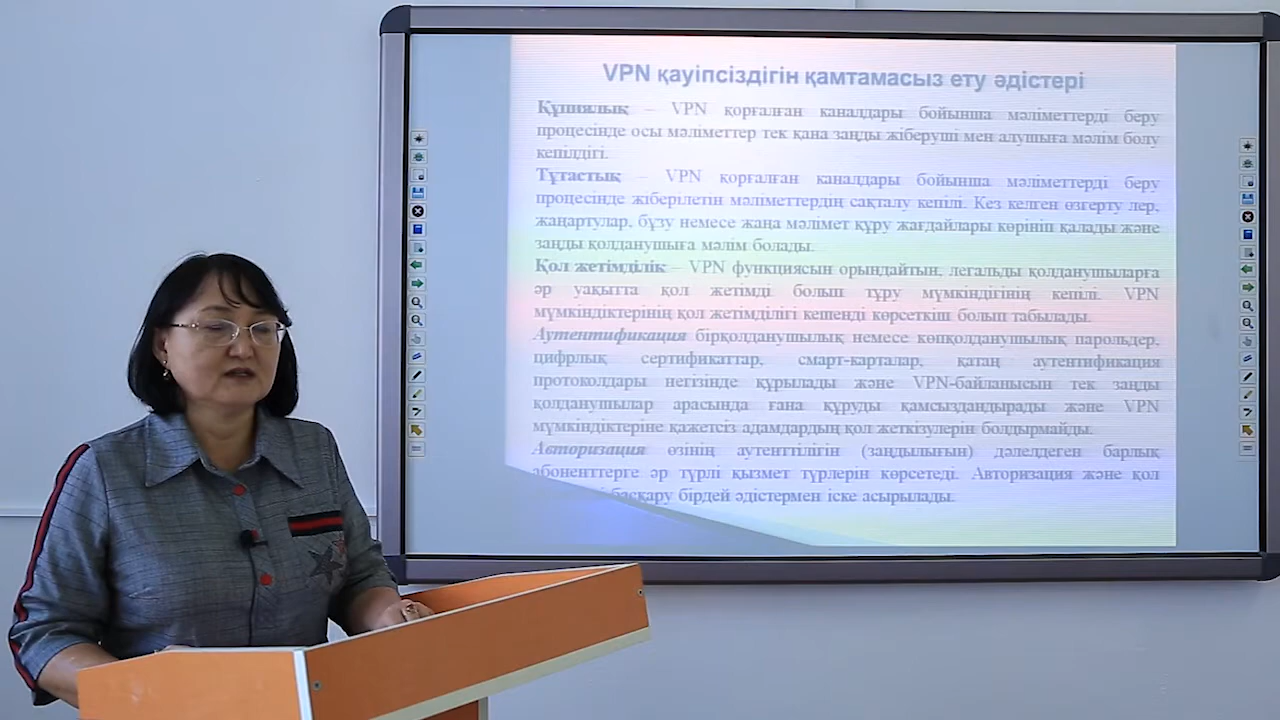 VPN қауіпсіздігін қамтамасыз ету әдістері
Құпиялық – VPN қорғалған каналдары бойынша мәліметтерді беру
процесінде осы мәліметтер тек қана заңды жіберуші мен алушыға мәлім болу
кепілдігі.
Тұтастық – VPN қорғалған каналдары бойынша мәліметтерді беру
процесінде жіберілетін мәліметтердің сақталу кепілі. Кез келген өзгерту лер,
жаңартулар, бұзу немесе жаңа мәлімет құру жағдайлары көрініп қалады және
заңды қолданушыға мәлім болады.
Қол жетімділік – VPN функциясын орындайтын, легальды қолданушыларға
әр уақытта қол жетімді болып тұру мүмкіндігінің кепілі. VPN
мүмкіндіктерінің қол жетімділігі кешенді көрсеткіш болып табылады.
Аутентификация бірқолданушылық немесе көпқолданушылық парольдер,
цифрлық сертификаттар, смарт-карталар, қатаң аутентификация
протоколдары негізінде құрылады және VPN-байланысын тек заңды
қолданушылар арасында ғана құруды қамсыздандырады және VPN
мүмкіндіктеріне қажетсіз адамдардың қол жеткізулерін болдырмайды.
Авторизация өзінің аутенттілігін (заңдылығын) дәлелдеген барлық
абоненттерге әр түрлі қызмет түрлерін көрсетеді. Авторизация және қол
басқару бірдей әдістермен іске асырылады.